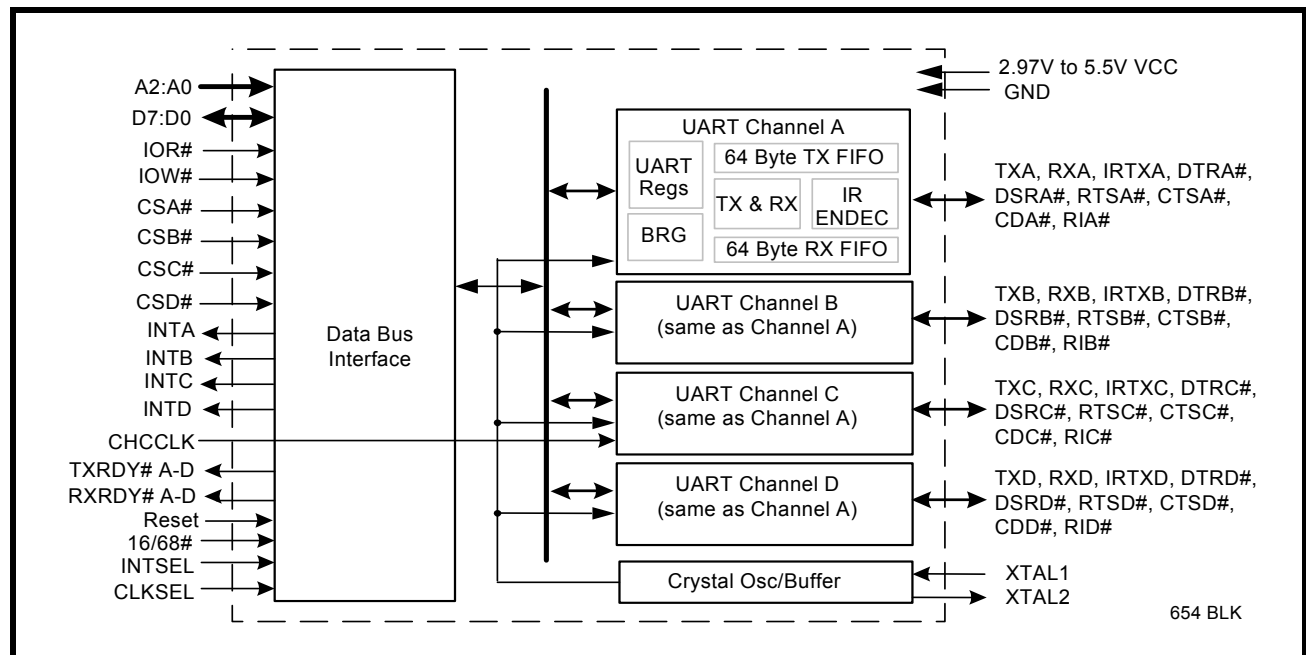 A2:A0
D7:D0
IOR#
IOW#
CSA#
CSB#
CSC#
CSD#
INTA
INTB
INTC
INTD
CHCCLK
TXRDY# A-D
RXRDY# A-D
Reset
16/68#
INTSEL
CLKSEL
Data Bus
Interface
UART Channel A
UART
Regs
BRG
64 Byte TX FIFO
TX & RX
IR
ENDEC
64 Byte RX FIFO
UART Channel B
(same as Channel A)
UART Channel C
(same as Channel A)
UART Channel D
(same as Channel A)
Crystal Osc/Buffer
2.97V to 5.5V VCC
GND
TXA, RXA, IRTXA, DTRA#,
DSRA#, RTSA#, CTSA#,
CDA#, RIA#
TXB, RXB, IRTXB, DTRB#,
DSRB#, RTSB#, CTSB#,
CDB#, RIB#
TXC, RXC, IRTXC, DTRC#,
DSRC#, RTSC#, CTSC#,
CDC#, RIC#
TXD, RXD, IRTXD, DTRD#,
DSRD#, RTSD#, CTSD#,
CDD#, RID#
XTAL1
XTAL2
654 BLK